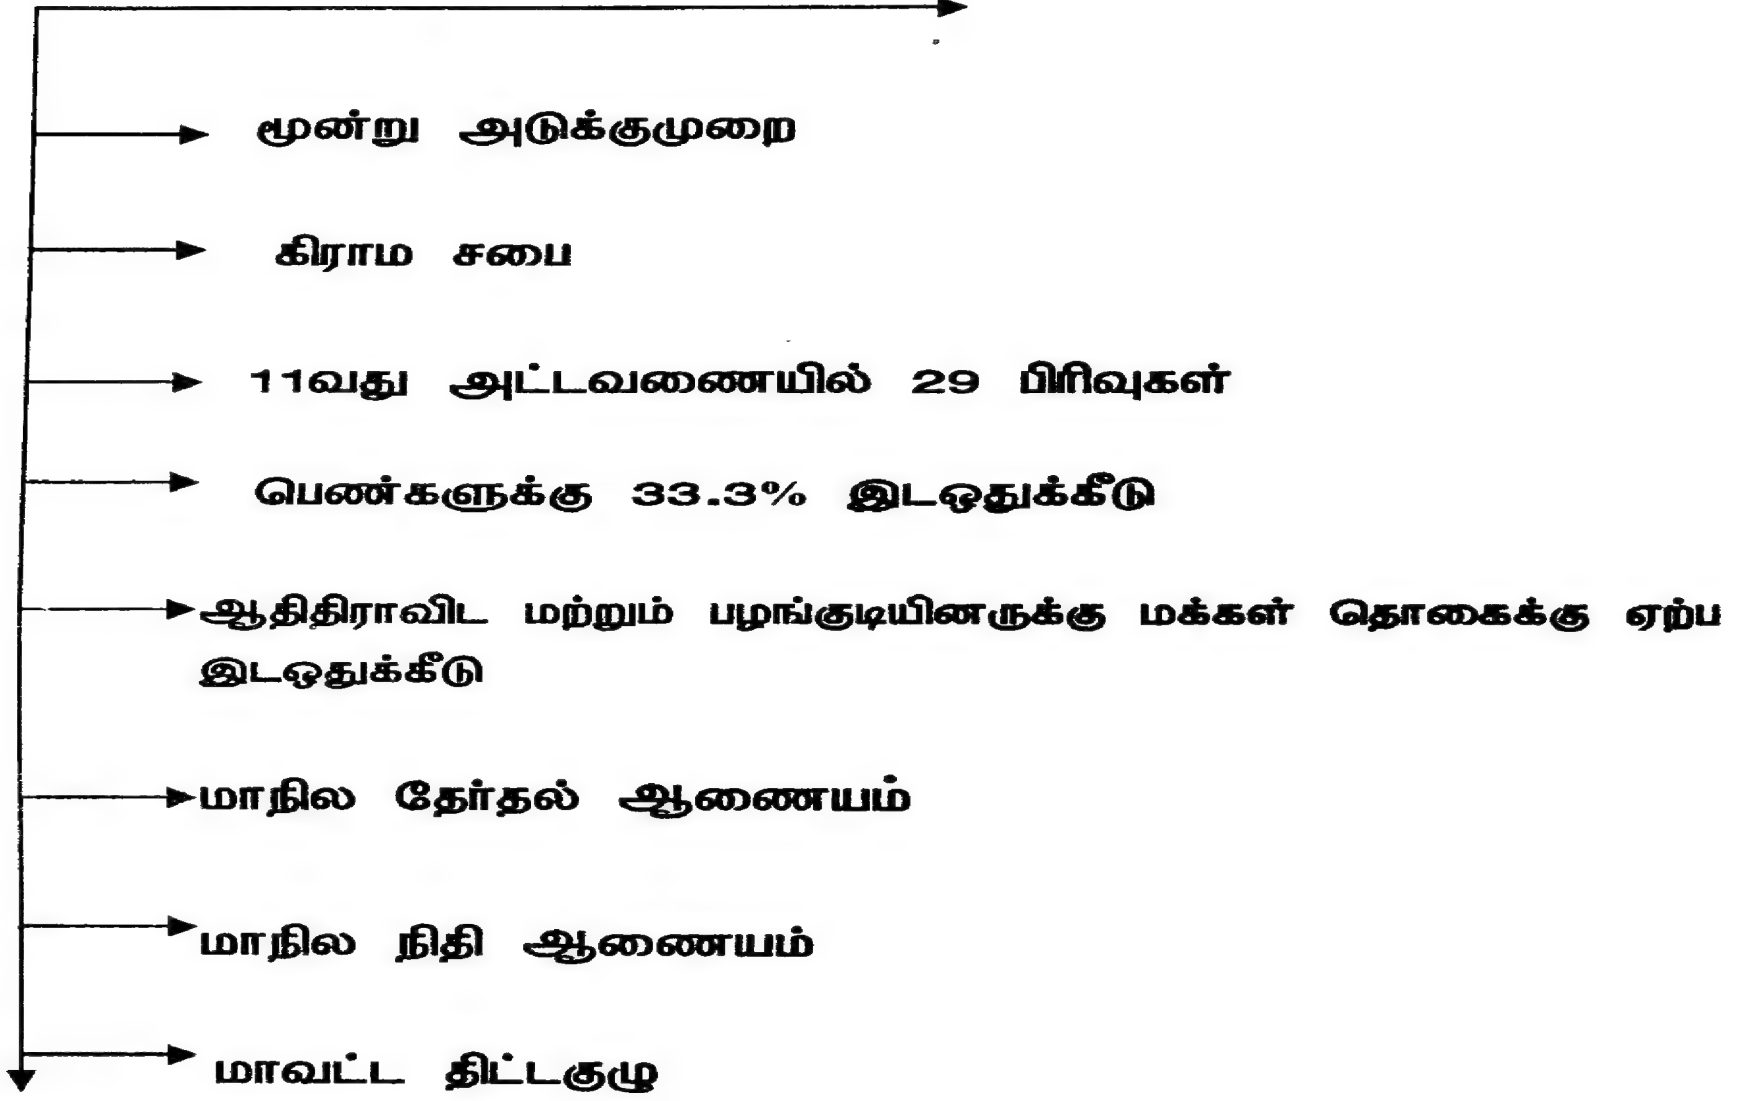 மூன்று அடுக்குமுறை
கிராம சபை
11வது அட்டவணையில் 29 பிரிவுகள்
பெண்களுக்கு 33.3% இடஒதுக்கீடு
ஆதிதிராவிட மற்றும் பழங்குடியினருக்கு மக்கள் தொகைக்கு ஏற்ப
இடஒதுக்கீடு
மாநில தேர்தல் ஆணையம்
மாநில நிதி ஆணையம்
மாவட்ட திட்டகுழு